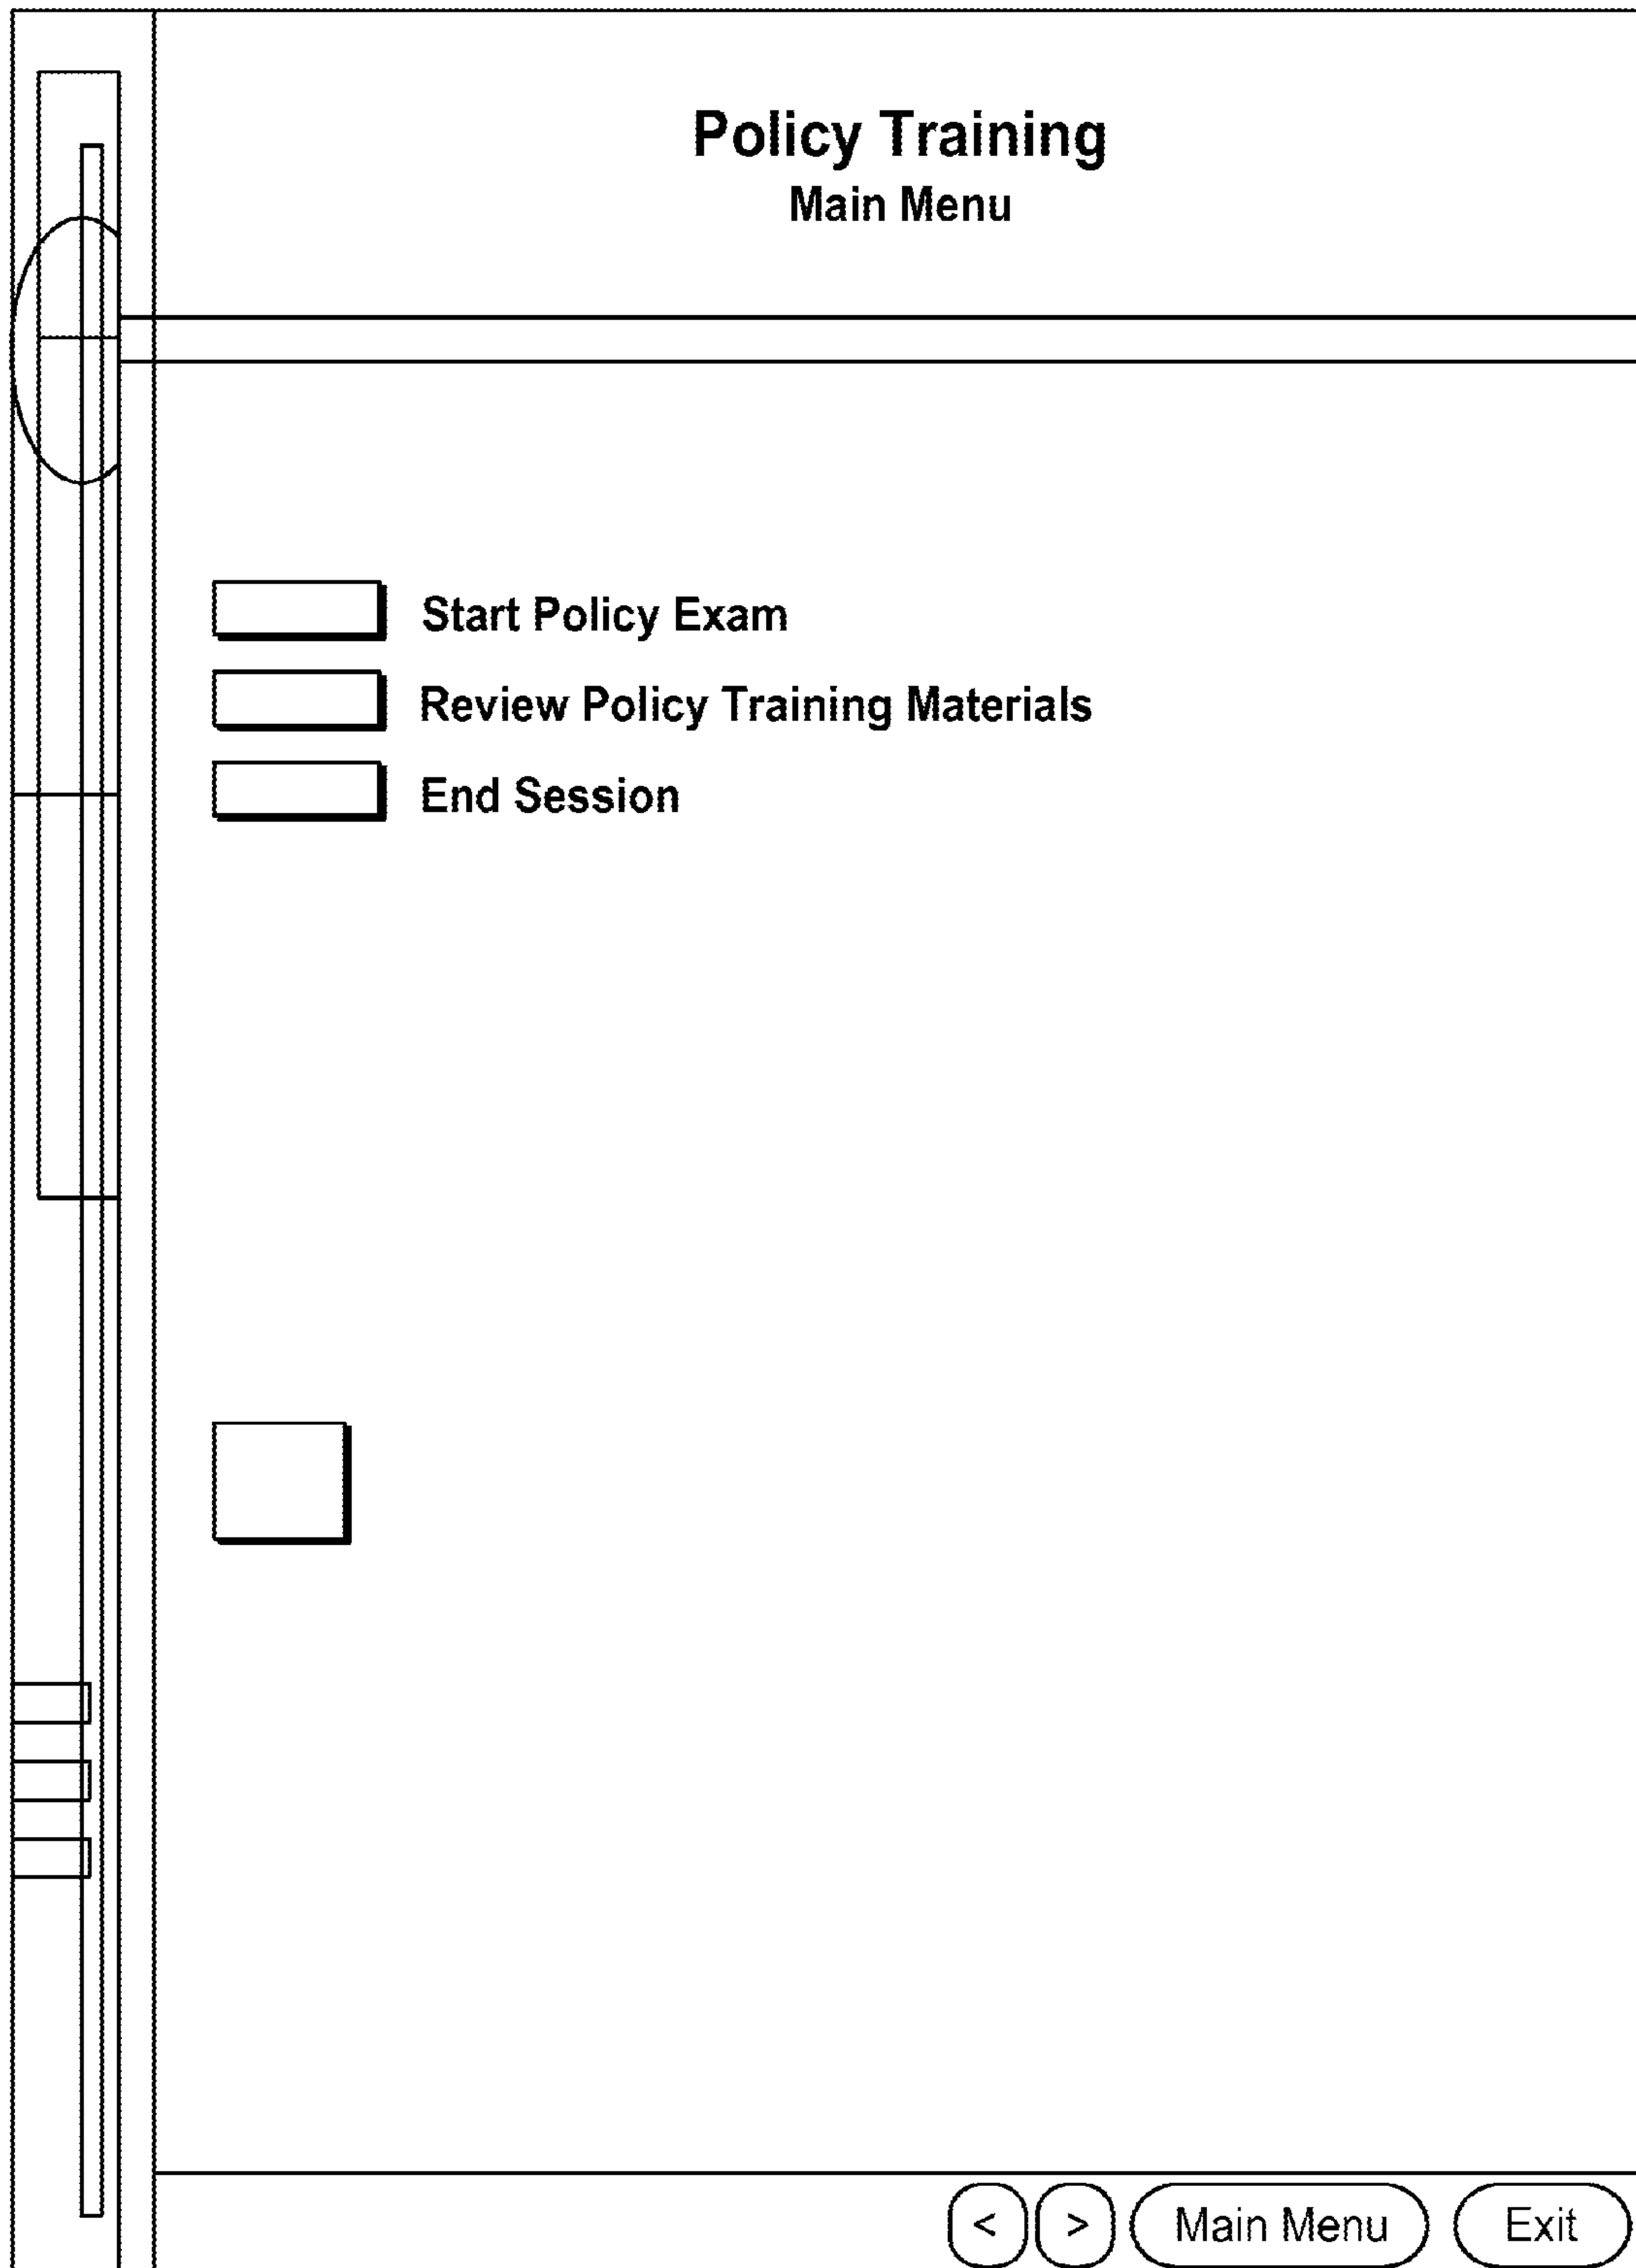 Policy Training
Main Menu
Start Policy Exam
Review Policy Training Materials
End Session
< > Main Menu Exit